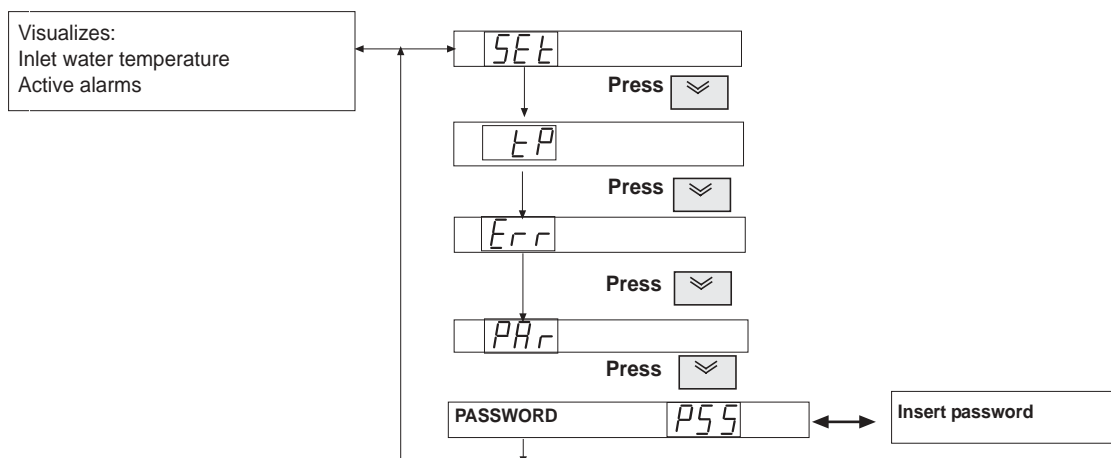 Visualizes:
Inlet water temperature
Active alarms
SEt
Press
tP
Press
Err
Press
PAr
Press
PASSWORD PSS
Insert password